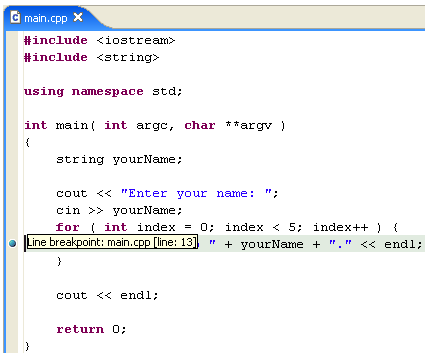 main.cpp
#include <iostream>
#include <string>
using namespace std;
int main( int argc, char **argv )
{
string yourName;
cout << "Enter your name: ";
cin >> yourName;
for ( int index = 0; index < 5; index++ ) {
Line breakpoint: main.cpp [line: 13] " + yourName + "." << endl;
}
cout << endl;
return 0;
}